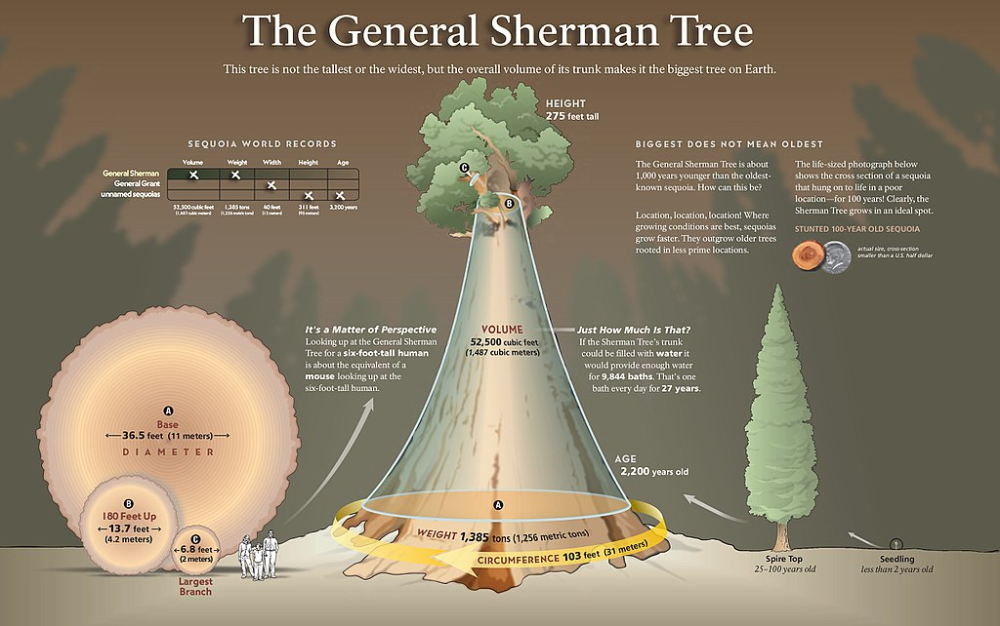 The General Sherman Tree
This tree is not the tallest or the widest, but the overall volume of its trunk makes it the biggest tree on Earth.
HEIGHT
275 feet tall
SEQUOIA WORLD RECORDS
Volume Weight Width Height Age
General Sherman
General Grant
unnamed sequoias
52,500 cubic feet 1,385 tons 40 feet 311 feet 3,200 years
(1,487 cubic meters) (1,256 metric tons) (12 meters) (95 meters)
BIGGEST DOES NOT MEAN OLDEST
The General Sherman Tree is about
1,000 years younger than the oldest-
known sequoia. How can this be?
Location, location, location! Where
growing conditions are best, sequoias
grow faster. They outgrow older trees
rooted in less prime locations.
The life-sized photograph below
shows the cross section of a sequoia
that hung on to life in a poor
location—for 100 years! Clearly, the
Sherman Tree grows in an ideal spot.
STUNTED 100-YEAR OLD SEQUOIA
actual size, cross-section
smaller than a U.S. half dollar
C
B
It's a Matter of Perspective
Looking up at the General Sherman
Tree for a six-foot-tall human
is about the equivalent of a
mouse looking up at the
six-foot-tall human.
VOLUME
52,500 cubic feet
(1,487 cubic meters)
Just How Much Is That?
If the Sherman Tree's trunk
could be filled with water it
would provide enough water
for 9,844 baths. That's one
bath every day for 27 years.
A
Base
36.5 feet (11 meters)
DIAMETER
B
180 Feet Up
13.7 feet
(4.2 meters)
C
6.8 feet
(2 meters)
Largest
Branch
AGE
2,200 years old
A
WEIGHT 1,385 tons (1,256 metric tons)
CIRCUMFERENCE 103 feet (31 meters)
Spire Top
25–100 years old
Seedling
less than 2 years old